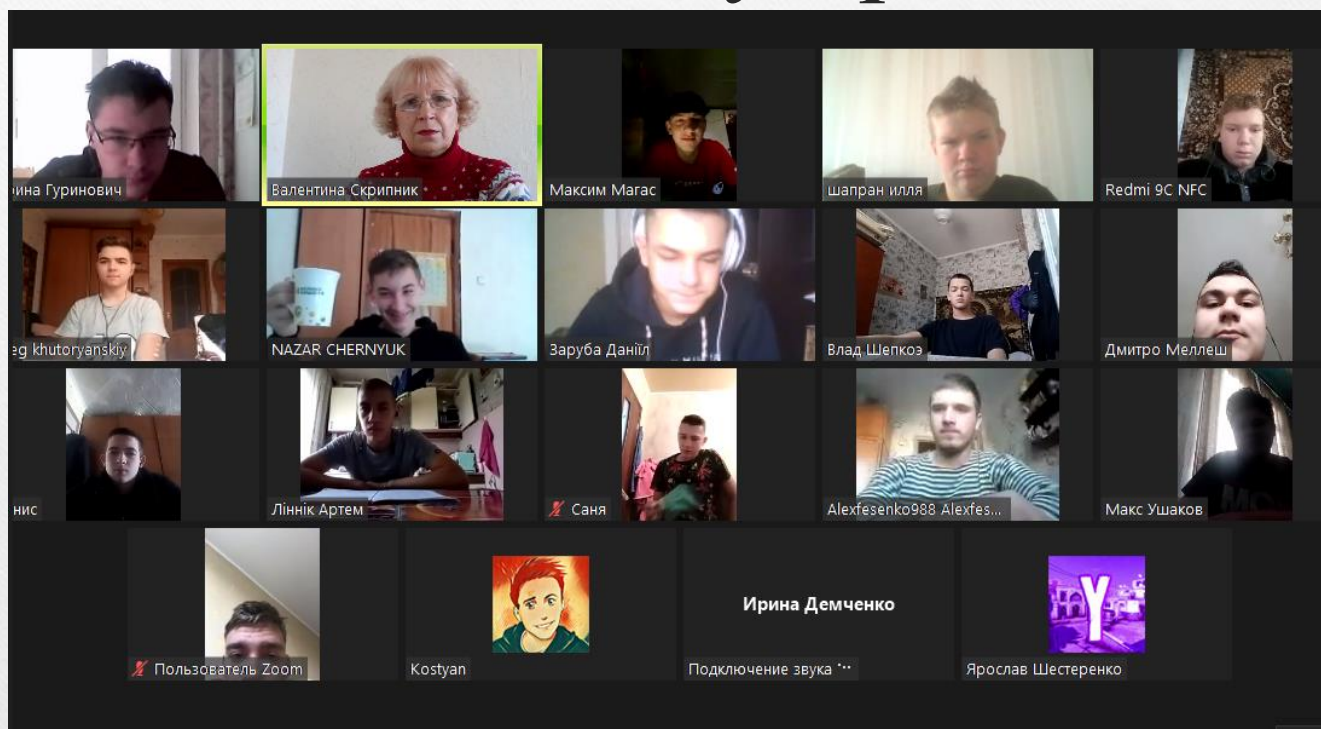 ина Гуринович
Валентина Скрипник
Максим Магас
шапран илля
Redmi 9C NFC
eg khutoryanskiy
NAZAR CHERNYUK
Заруба Даніїл
Влад Шепкоэ
Дмитро Меллеш
нис
Ліннік Артем
Саня
Alexfesenko988 Alexfes...
Макс Ушаков
Пользователь Zoom
Kostyan
Ирина Демченко
Подключение звука ...
Y
Ярослав Шестеренко